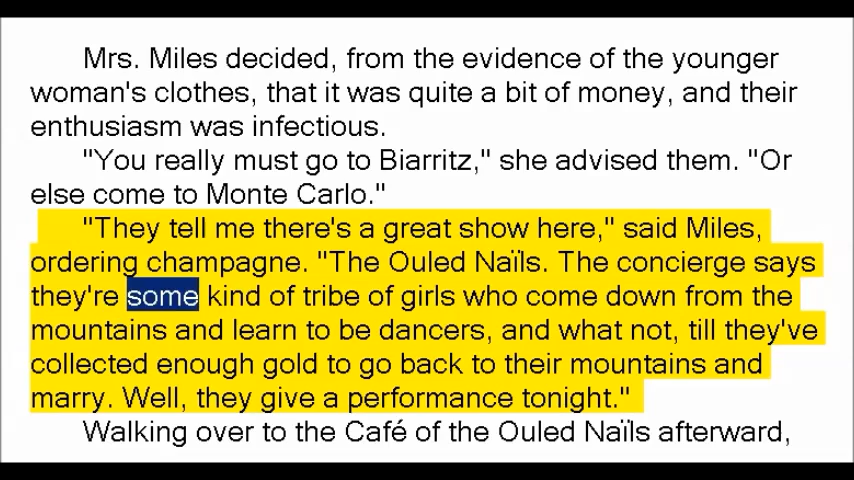 Mrs. Miles decided, from the evidence of the younger
woman's clothes, that it was quite a bit of money, and their
enthusiasm was infectious.
"You really must go to Biarritz," she advised them. "Or
else come to Monte Carlo."
"They tell me there's a great show here," said Miles,
ordering champagne. "The Ouled Naïls. The concierge says
they're some kind of tribe of girls who come down from the
mountains and learn to be dancers, and what not, till they've
collected enough gold to go back to their mountains and
marry. Well, they give a performance tonight."
Walking over to the Café of the Ouled Naïls afterward,